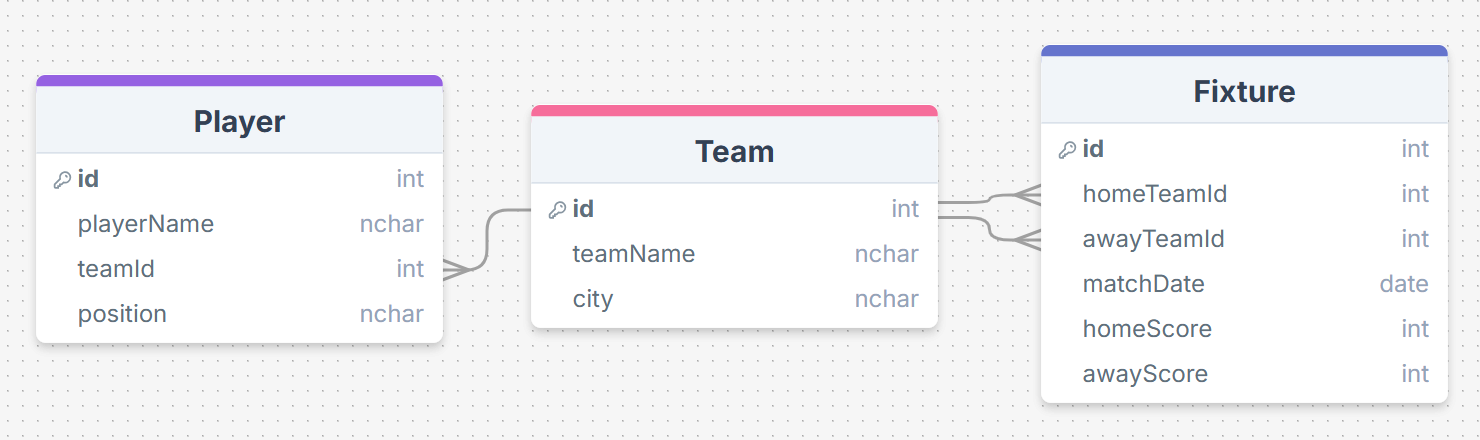 Player
id int
playerName nchar
teamId int
position nchar
Team
id int
teamName nchar
city nchar
Fixture
id int
homeTeamId int
awayTeamId int
matchDate date
homeScore int
awayScore int